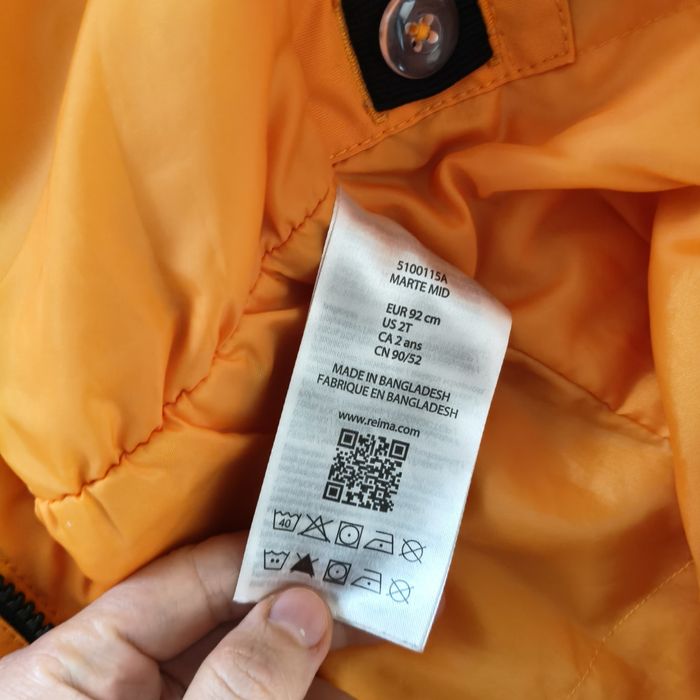 5100115A
MARTE MID
EUR 92 cm
US 2T
CA 2 ans
CN 90/52
MADE IN BANGLADESH
FABRIQUE EN BANGLADESH
www.reima.com
40